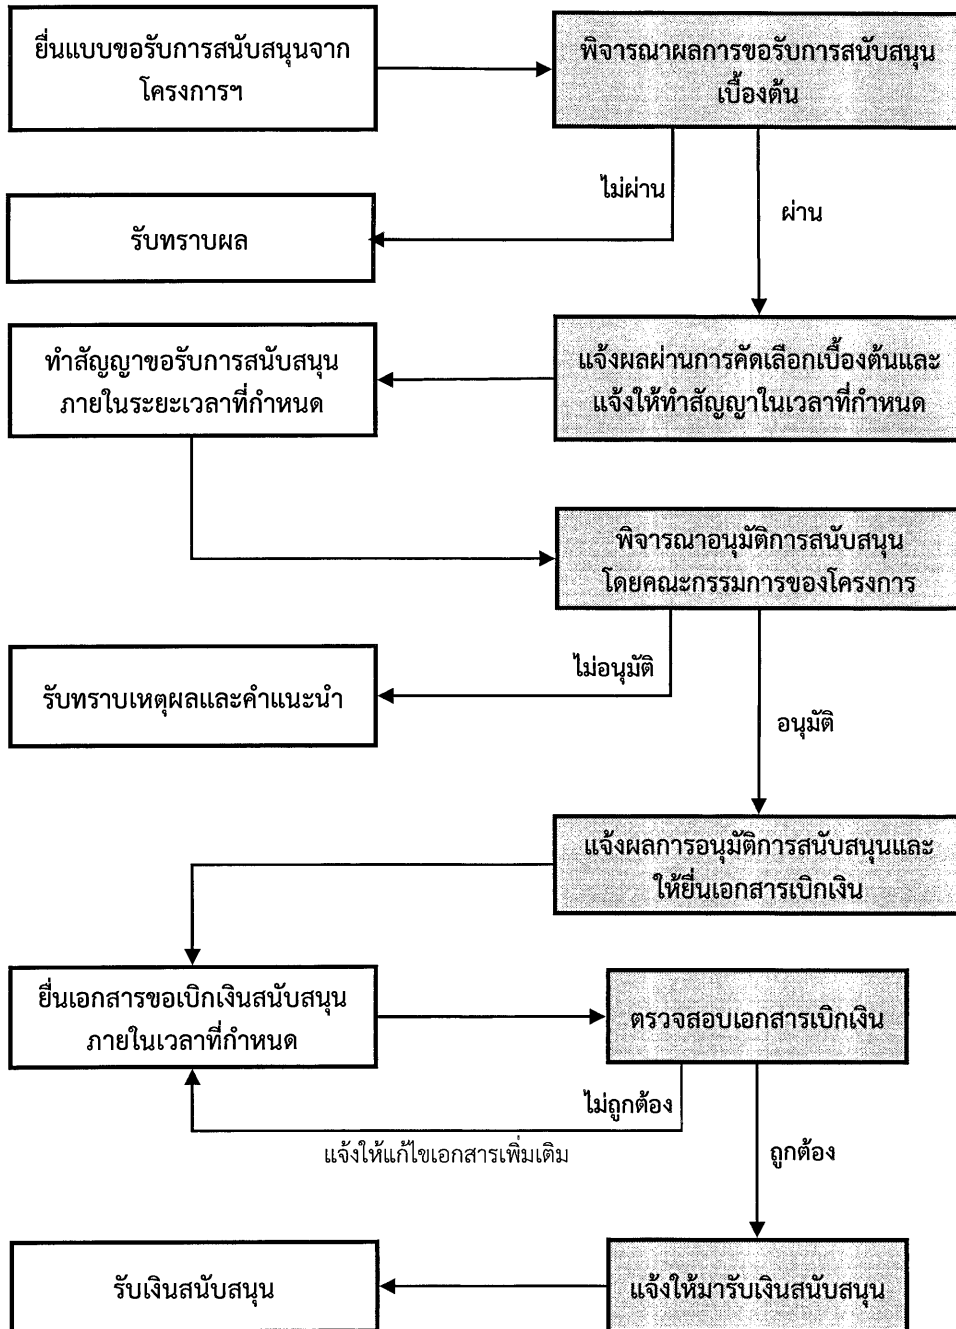 ยื่นแบบขอรับการสนับสนุนจาก
โครงการฯ
พิจารณาผลการขอรับการสนับสนุน
เบื้องต้น
ไม่ผ่าน
ผ่าน
รับทราบผล
ทำสัญญาขอรับการสนับสนุน
ภายในระยะเวลาที่กำหนด
แจ้งผลผ่านการคัดเลือกเบื้องต้นและ
แจ้งให้ทำสัญญาในเวลาที่กำหนด
พิจารณาอนุมัติการสนับสนุน
โดยคณะกรรมการของโครงการ
ไม่อนุมัติ
รับทราบเหตุผลและคำแนะนำ
อนุมัติ
แจ้งผลการอนุมัติการสนับสนุนและ
ให้ยื่นเอกสารเบิกเงิน
ยื่นเอกสารขอเบิกเงินสนับสนุน
ภายในเวลาที่กำหนด
ตรวจสอบเอกสารเบิกเงิน
ไม่ถูกต้อง
แจ้งให้แก้ไขเอกสารเพิ่มเติม
ถูกต้อง
รับเงินสนับสนุน
แจ้งให้มารับเงินสนับสนุน